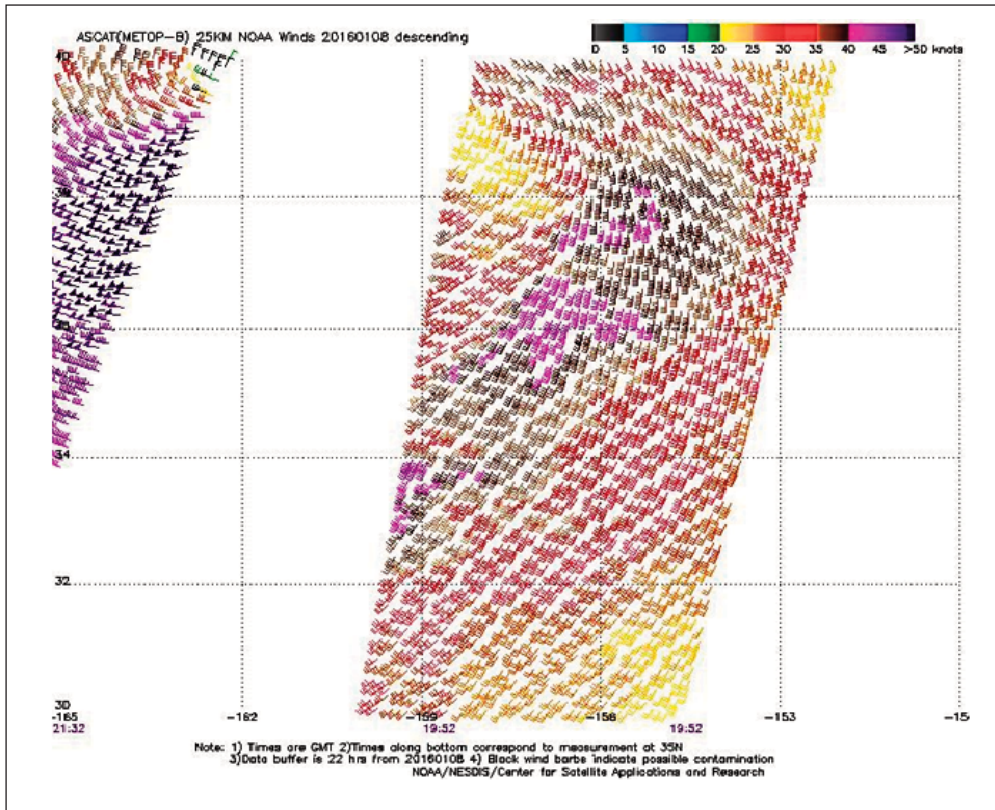 ASCAT(METOP-B) 25KM NOAA Winds 20160108 descending
0 5 10 15 20 25 30 35 40 45 >50 knots
40
38
36
34
32
30
-165 -162 -159 -156 -153 -15
21:32 19:52 19:52
Note: 1) Times are GMT 2)Times along bottom correspond to measurement at 35N
3)Data buffer is 22 hrs from 20160108 4) Black wind barbs indicate possible contamination
NOAA/NESDIS/Center for Satellite Applications and Research